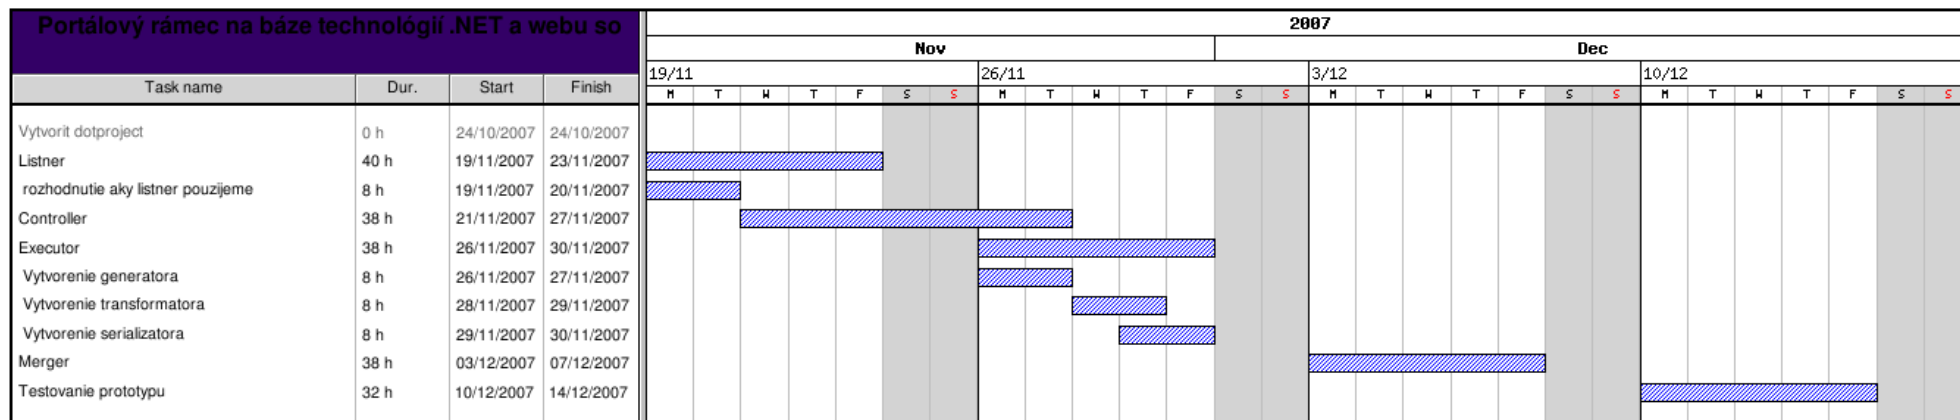 Portálový rámec na báze technológií .NET a webu so
2007
Nov Dec
19/11 26/11 3/12 10/12
Task name Dur. Start Finish
M T W T F S S M T W T F S S M T W T F S S M T W T F S S
Vytvorit dotproject 0 h 24/10/2007 24/10/2007
Listner 40 h 19/11/2007 23/11/2007
rozhodnutie aky listner pouzijeme 8 h 19/11/2007 20/11/2007
Controller 38 h 21/11/2007 27/11/2007
Executor 38 h 26/11/2007 30/11/2007
Vytvorenie generatora 8 h 26/11/2007 27/11/2007
Vytvorenie transformatora 8 h 28/11/2007 29/11/2007
Vytvorenie serializatora 8 h 29/11/2007 30/11/2007
Merger 38 h 03/12/2007 07/12/2007
Testovanie prototypu 32 h 10/12/2007 14/12/2007